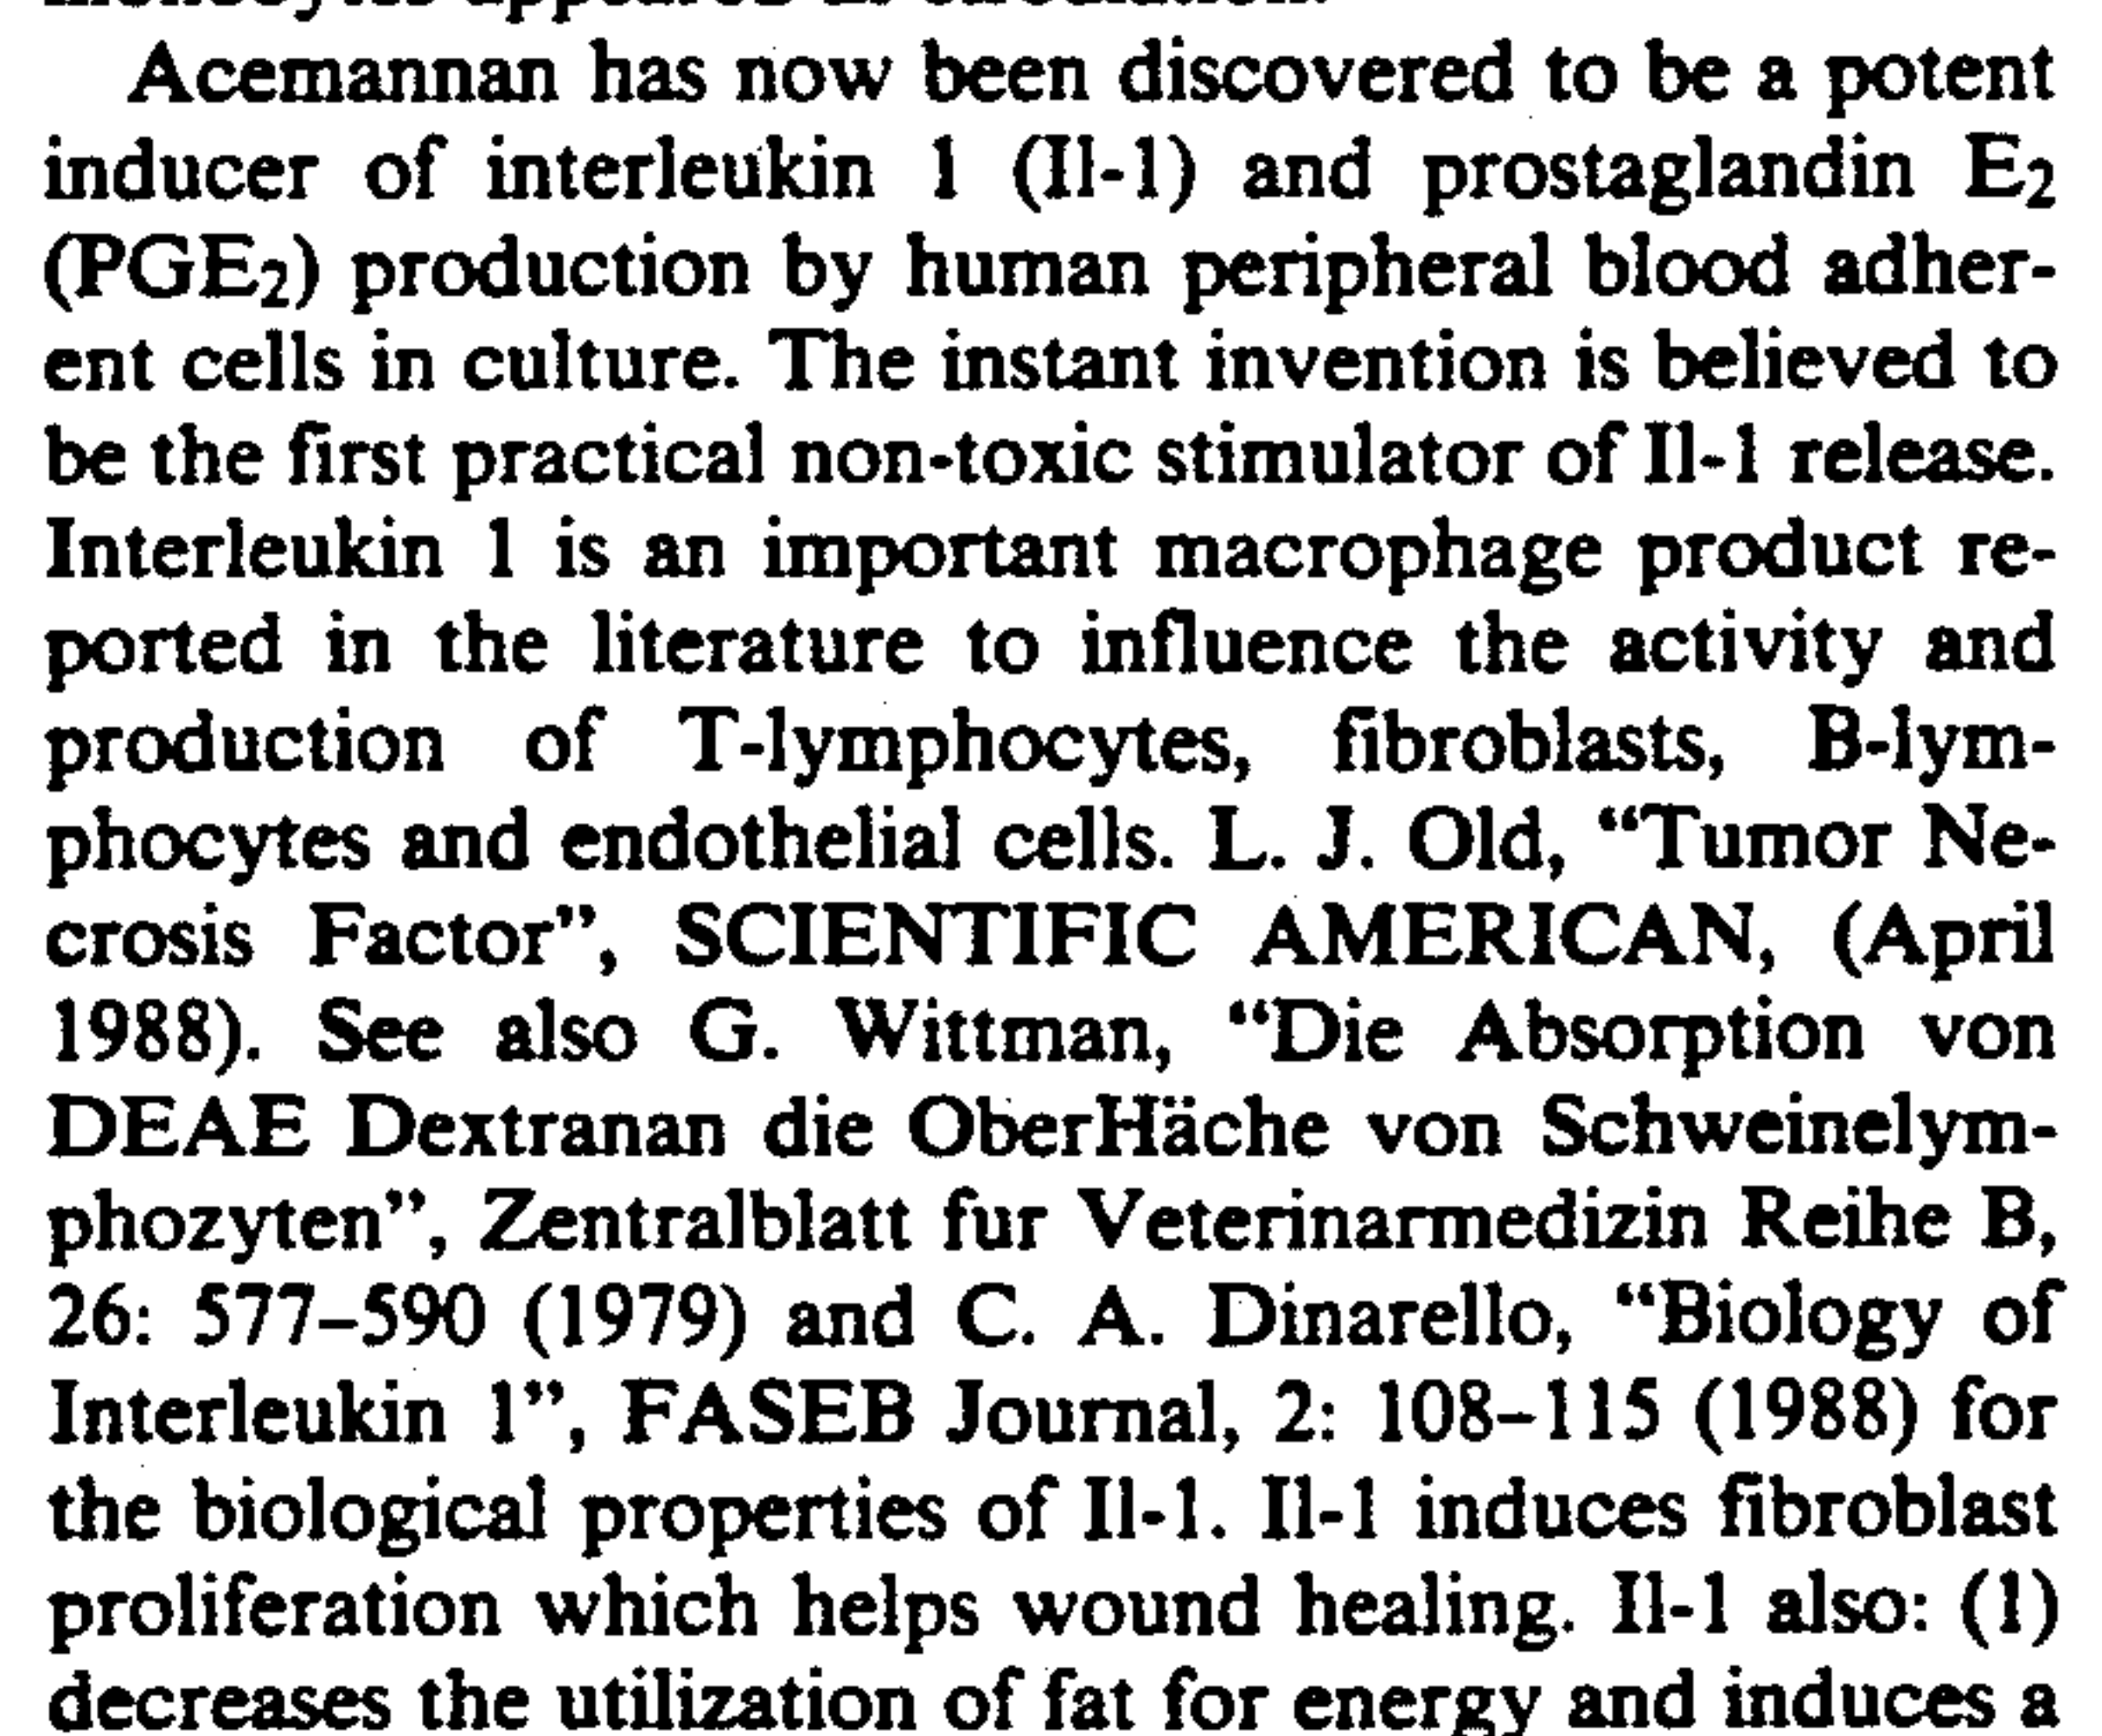 Acemannan has now been discovered to be a potent
inducer of interleukin 1 (Il-1) and prostaglandin E2
(PGE2) production by human peripheral blood adher-
ent cells in culture. The instant invention is believed to
be the first practical non-toxic stimulator of Il-1 release.
Interleukin 1 is an important macrophage product re-
ported in the literature to influence the activity and
production of T-lymphocytes, fibroblasts, B-lym-
phocytes and endothelial cells. L. J. Old, “Tumor Ne-
crosis Factor”, SCIENTIFIC AMERICAN, (April
1988). See also G. Wittman, “Die Absorption von
DEAE Dextranan die OberHäche von Schweinelym-
phozyten”, Zentralblatt fur Veterinarmedizin Reihe B,
26: 577–590 (1979) and C. A. Dinarello, “Biology of
Interleukin 1”, FASEB Journal, 2: 108–115 (1988) for
the biological properties of Il-1. Il-1 induces fibroblast
proliferation which helps wound healing. Il-1 also: (1)
decreases the utilization of fat for energy and induces a